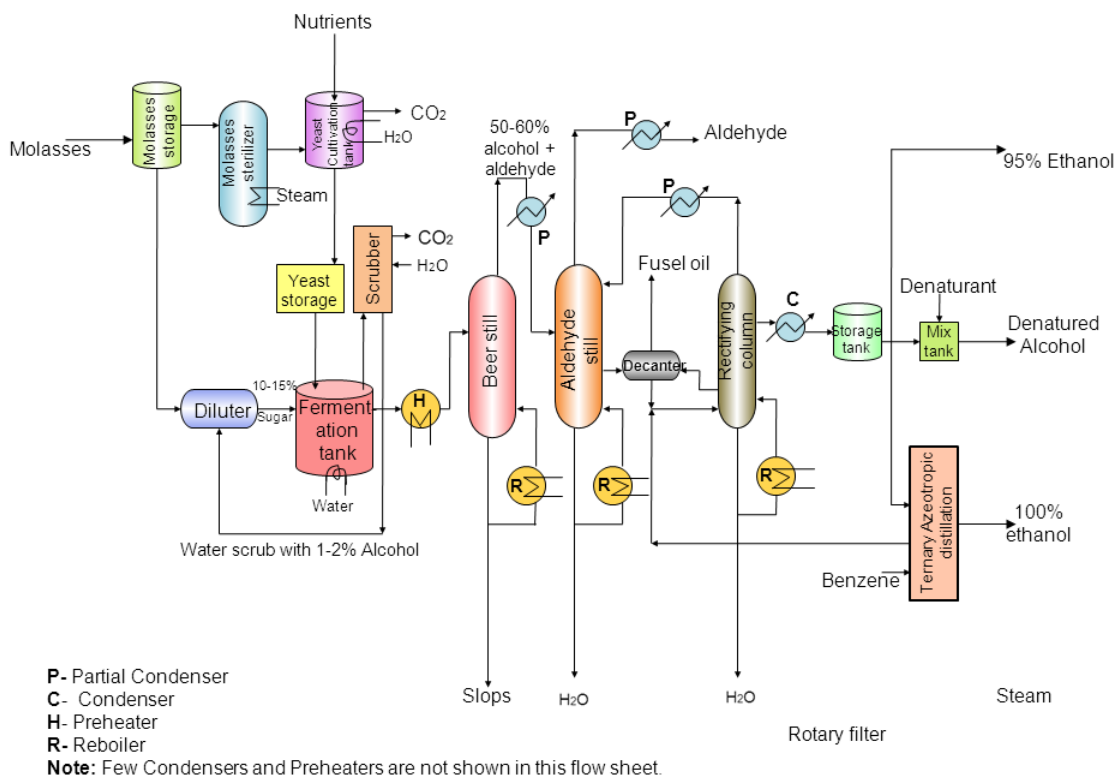 Nutrients
Molasses
Molasses
storage
Molasses
sterilizer
Steam
Yeast
Cultivation
tank
CO2
H2O
50-60%
alcohol +
aldehyde
P
Aldehyde
P
P
95% Ethanol
Scrubber
CO2
H2O
Yeast
storage
Fusel oil
Denaturant
C
Storage
tank
Mix
tank
Denatured
Alcohol
Beer still
Aldehyde
still
Decanter
Rectifying
column
Diluter
10-15%
Sugar
Ferment
ation
tank
H
Water
R
R
R
Water scrub with 1-2% Alcohol
Ternary Azeotropic
distillation
100%
ethanol
Benzene
Slops
H2O
H2O
Steam
Rotary filter
P- Partial Condenser
C- Condenser
H- Preheater
R- Reboiler
Note: Few Condensers and Preheaters are not shown in this flow sheet.